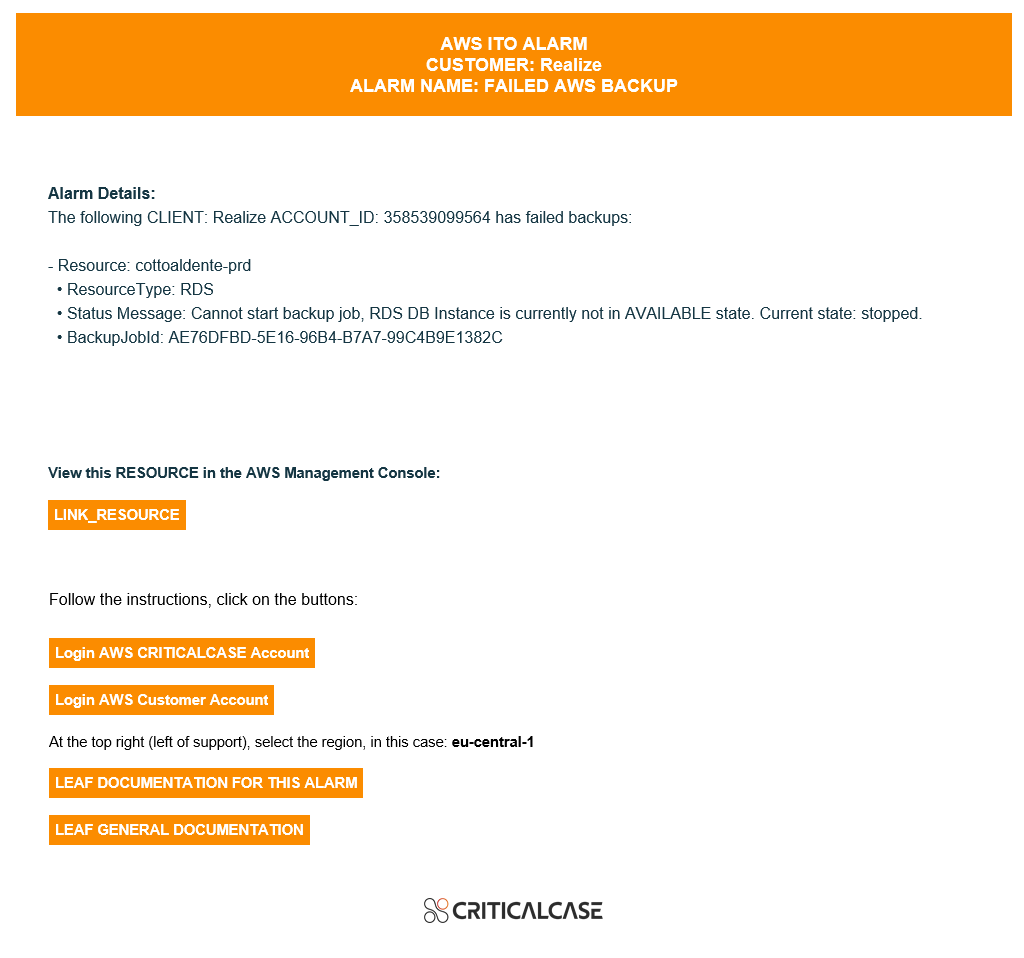 AWS ITO ALARM
CUSTOMER: Realize
ALARM NAME: FAILED AWS BACKUP
Alarm Details:
The following CLIENT: Realize ACCOUNT_ID: 358539099564 has failed backups:
- Resource: cottoaldente-prd
• ResourceType: RDS
• Status Message: Cannot start backup job, RDS DB Instance is currently not in AVAILABLE state. Current state: stopped.
• BackupJobId: AE76DFBD-5E16-96B4-B7A7-99C4B9E1382C
View this RESOURCE in the AWS Management Console:
LINK_RESOURCE
Follow the instructions, click on the buttons:
Login AWS CRITICALCASE Account
Login AWS Customer Account
At the top right (left of support), select the region, in this case: eu-central-1
LEAF DOCUMENTATION FOR THIS ALARM
LEAF GENERAL DOCUMENTATION
CRITICALCASE